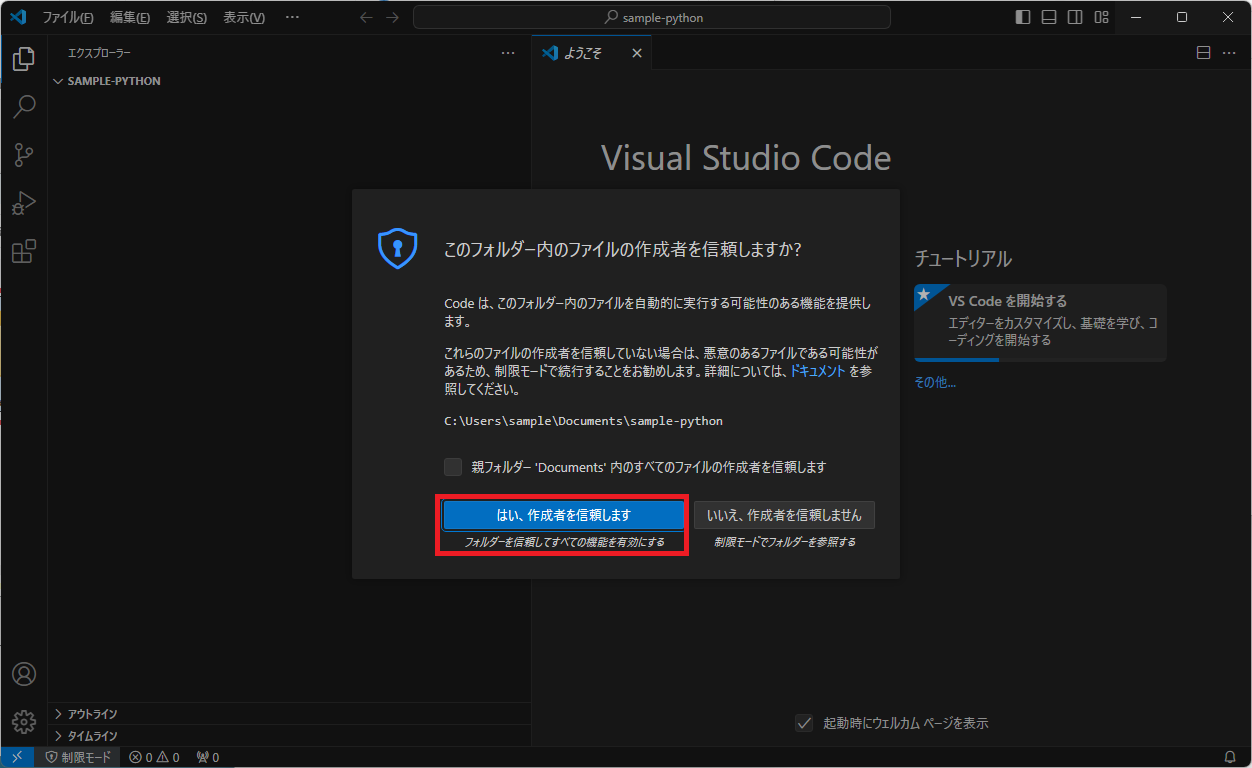 ファイル(F) 編集(E) 選択(S) 表示(V) ...
sample-python
エクスプローラー
SAMPLE-PYTHON
ようこそ
Visual Studio Code
このフォルダー内のファイルの作成者を信頼しますか?
Code は、このフォルダー内のファイルを自動的に実行する可能性のある機能を提供し
ます。
これらのファイルの作成者を信頼していない場合は、悪意のあるファイルである可能性が
あるため、制限モードで続行することをお勧めします。詳細については、ドキュメント を参
照してください。
C:\Users\sample\Documents\sample-python
親フォルダー 'Documents' 内のすべてのファイルの作成者を信頼します
はい、作成者を信頼します
いいえ、作成者を信頼しません
フォルダーを信頼してすべての機能を有効にする
制限モードでフォルダーを参照する
チュートリアル
VS Code を開始する
エディターをカスタマイズし、基礎を学び、コ
ーディングを開始する
その他...
アウトライン
タイムライン
起動時にウェルカム ページを表示
制限モード 0 0 0